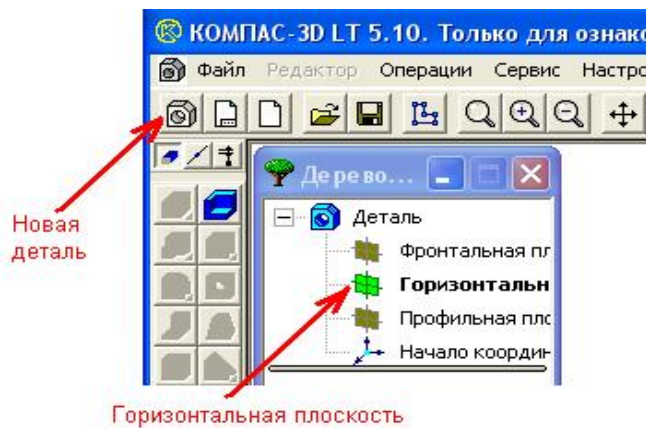 КОМПАС-3D LT 5.10. Только для ознако
Файл Редактор Операции Сервис Настро
Дерево...
Деталь
Фронтальная пл
Горизонтальн
Профильная плс
Начало координ
Новая
деталь
Горизонтальная плоскость